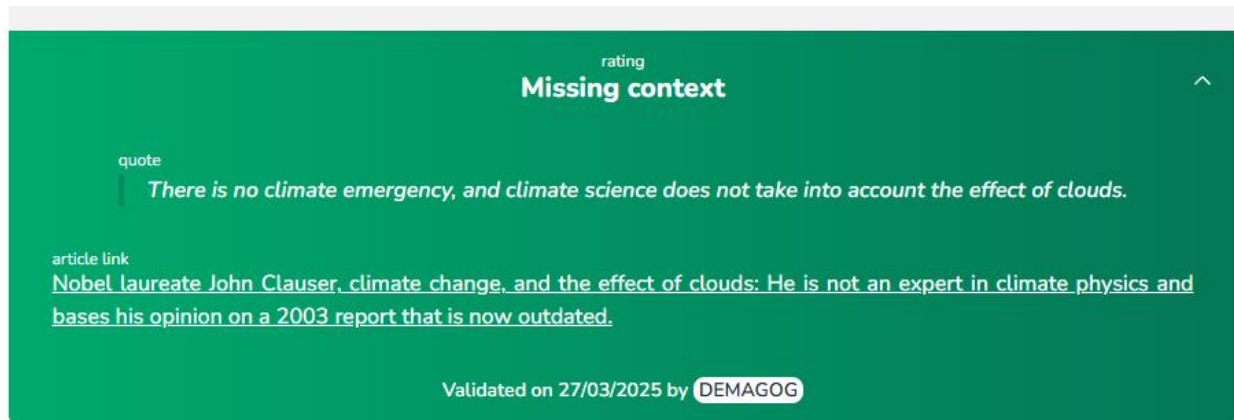 rating
Missing context
quote
There is no climate emergency, and climate science does not take into account the effect of clouds.
article link
Nobel laureate John Clauser, climate change, and the effect of clouds: He is not an expert in climate physics and
bases his opinion on a 2003 report that is now outdated.
Validated on 27/03/2025 by DEMAGOG